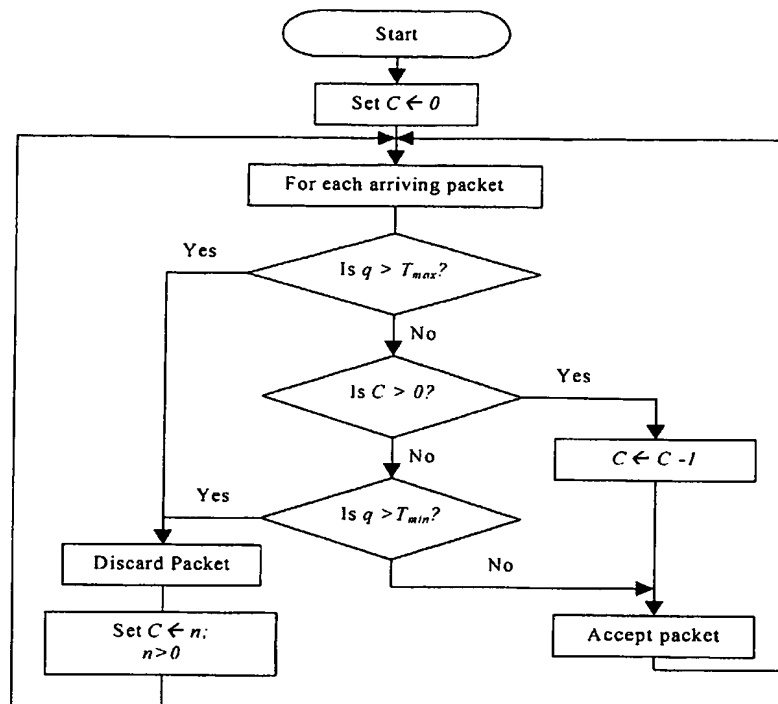 Start
Set C ← 0
For each arriving packet
Yes
Is q > Tmax?
No
Is C > 0?
Yes
No
C ← C -1
Yes
Is q > Tmin?
No
Discard Packet
Set C ← n;
n>0
Accept packet